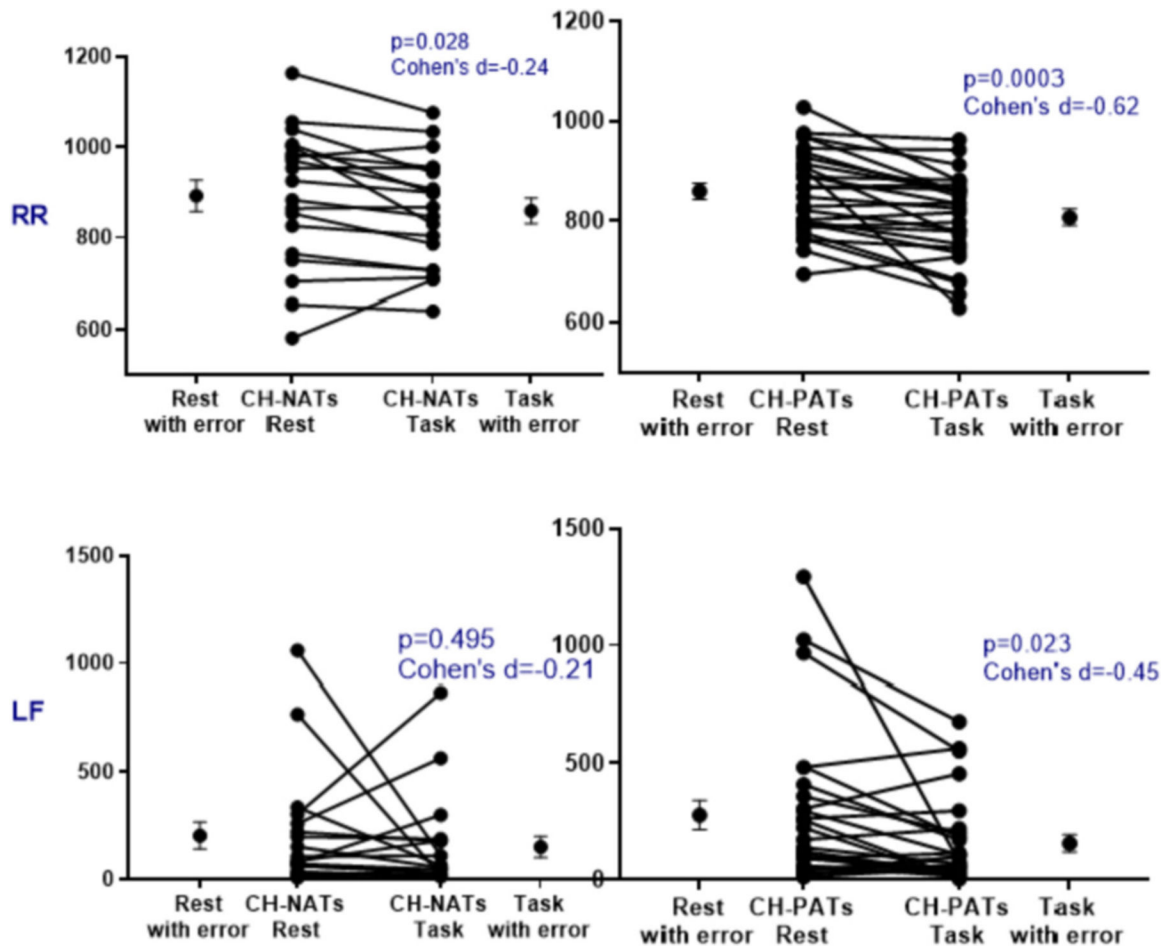 RR
1200
1000
800
600
p=0.028
Cohen's d=-0.24
Rest
with error
CH-NATs
Rest
CH-NATs
Task
Task
with error
1200
1000
800
600
p=0.0003
Cohen's d=-0.62
Rest
with error
CH-PATs
Rest
CH-PATs
Task
Task
with error
LF
1500
1000
500
0
p=0.495
Cohen's d=-0.21
Rest
with error
CH-NATs
Rest
CH-NATs
Task
Task
with error
1500
1000
500
0
p=0.023
Cohen's d=-0.45
Rest
with error
CH-PATs
Rest
CH-PATs
Task
Task
with error